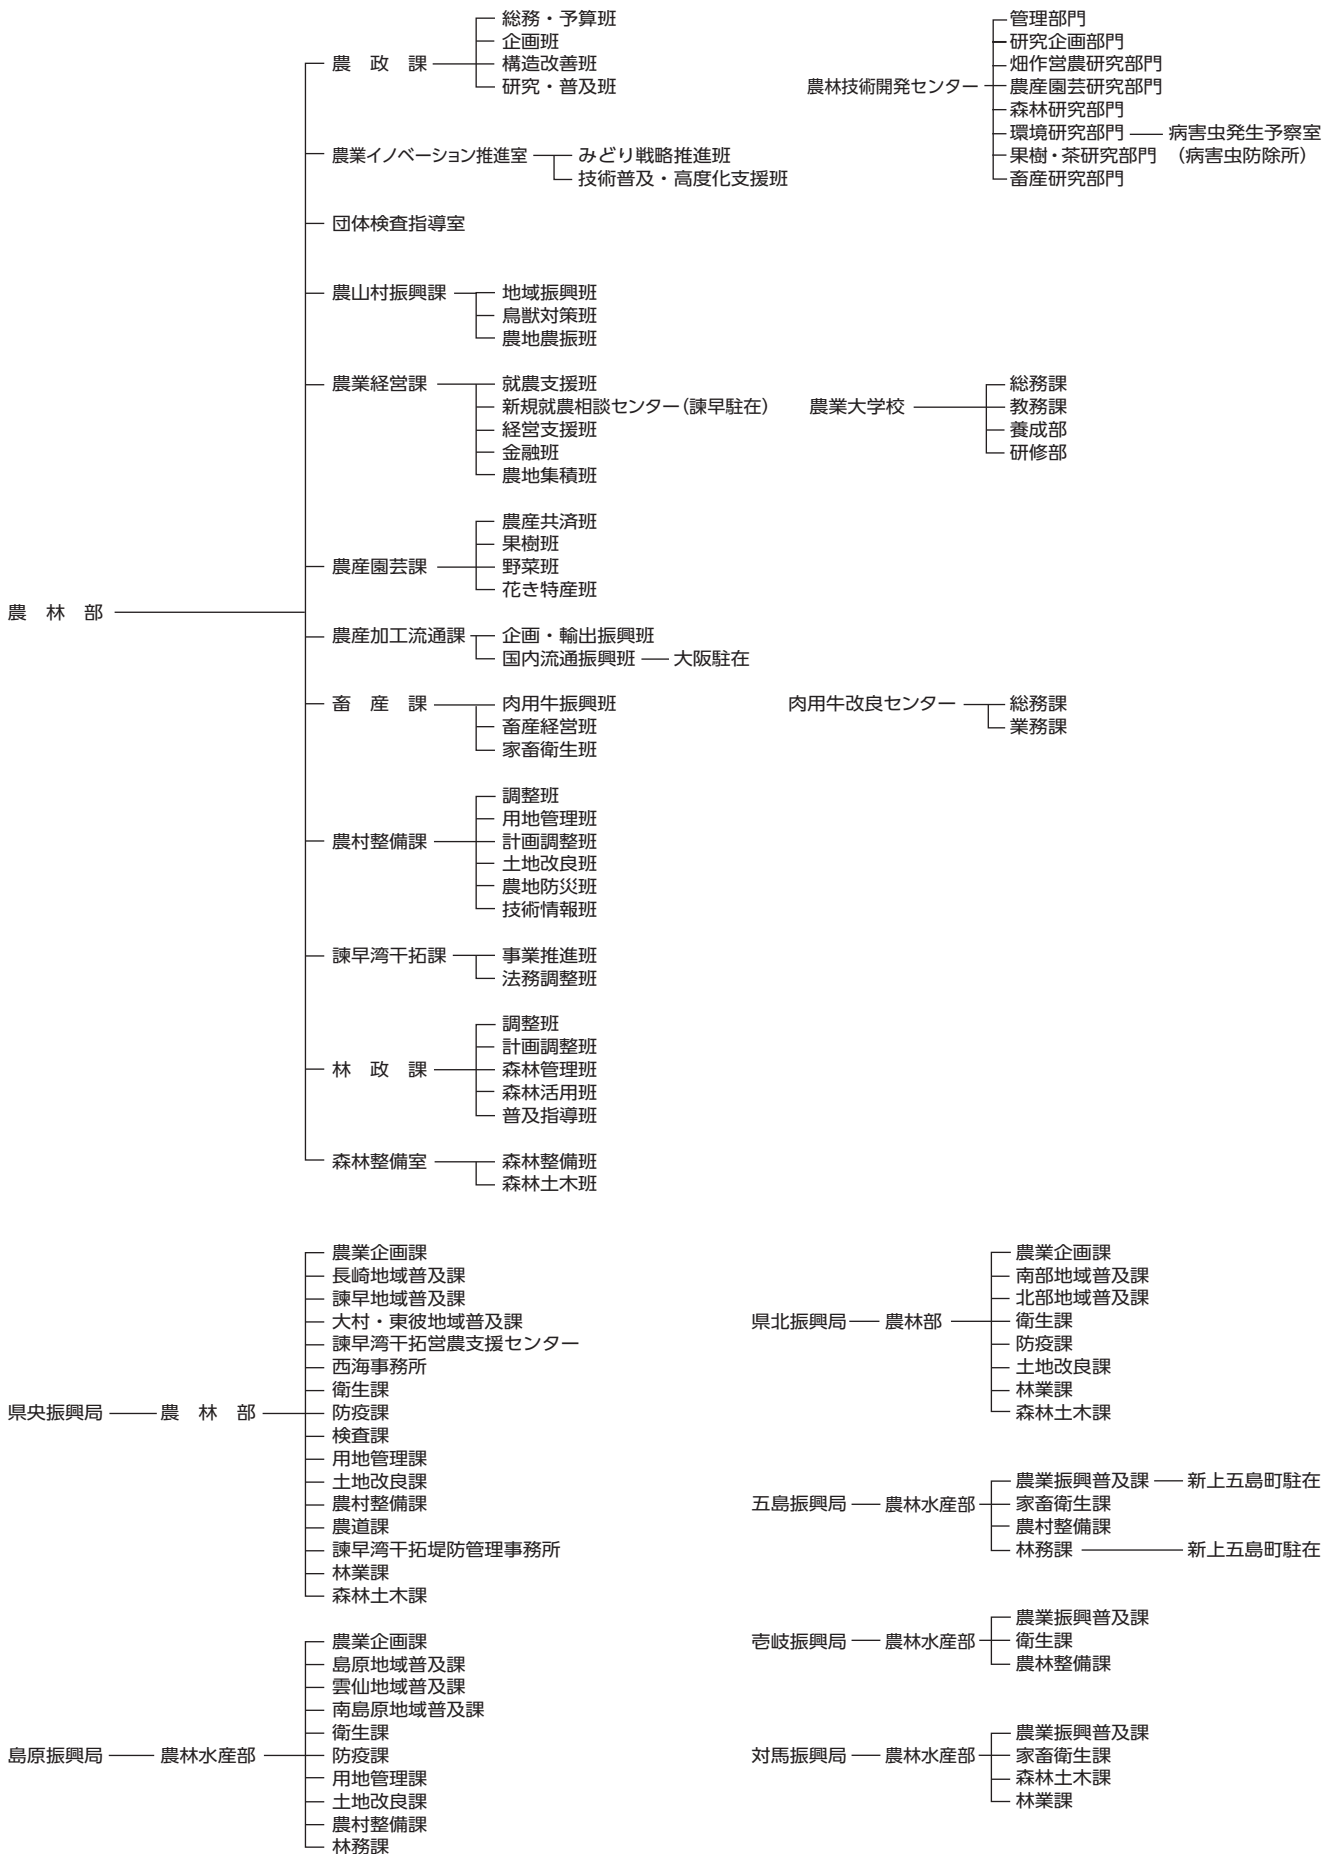 農　林　部
農　政　課
総務・予算班
企画班
構造改善班
研究・普及班
農業イノベーション推進室
みどり戦略推進班
技術普及・高度化支援班
団体検査指導室
農山村振興課
地域振興班
鳥獣対策班
農地農振班
農業経営課
就農支援班
新規就農相談センター(諫早駐在)
経営支援班
金融班
農地集積班
農産園芸課
農産共済班
果樹班
野菜班
花き特産班
農産加工流通課
企画・輸出振興班
国内流通振興班
大阪駐在
畜　産　課
肉用牛振興班
畜産経営班
家畜衛生班
農村整備課
調整班
用地管理班
計画調整班
土地改良班
農地防災班
技術情報班
諫早湾干拓課
事業推進班
法務調整班
林　政　課
調整班
計画調整班
森林管理班
森林活用班
普及指導班
森林整備室
森林整備班
森林土木班
農林技術開発センター
管理部門
研究企画部門
畑作営農研究部門
農産園芸研究部門
森林研究部門
環境研究部門
病害虫発生予察室
果樹・茶研究部門
(病害虫防除所)
畜産研究部門
農業大学校
総務課
教務課
養成部
研修部
肉用牛改良センター
総務課
業務課
県央振興局
農　林　部
農業企画課
長崎地域普及課
諫早地域普及課
大村・東彼地域普及課
諫早湾干拓営農支援センター
西海事務所
衛生課
防疫課
検査課
用地管理課
土地改良課
農村整備課
農道課
諫早湾干拓堤防管理事務所
林業課
森林土木課
島原振興局
農林水産部
農業企画課
島原地域普及課
雲仙地域普及課
南島原地域普及課
衛生課
防疫課
用地管理課
土地改良課
農村整備課
林務課
県北振興局
農林部
農業企画課
南部地域普及課
北部地域普及課
衛生課
防疫課
土地改良課
林業課
森林土木課
五島振興局
農林水産部
農業振興普及課
新上五島町駐在
家畜衛生課
農村整備課
林務課
新上五島町駐在
壱岐振興局
農林水産部
農業振興普及課
衛生課
農林整備課
対馬振興局
農林水産部
農業振興普及課
家畜衛生課
森林土木課
林業課